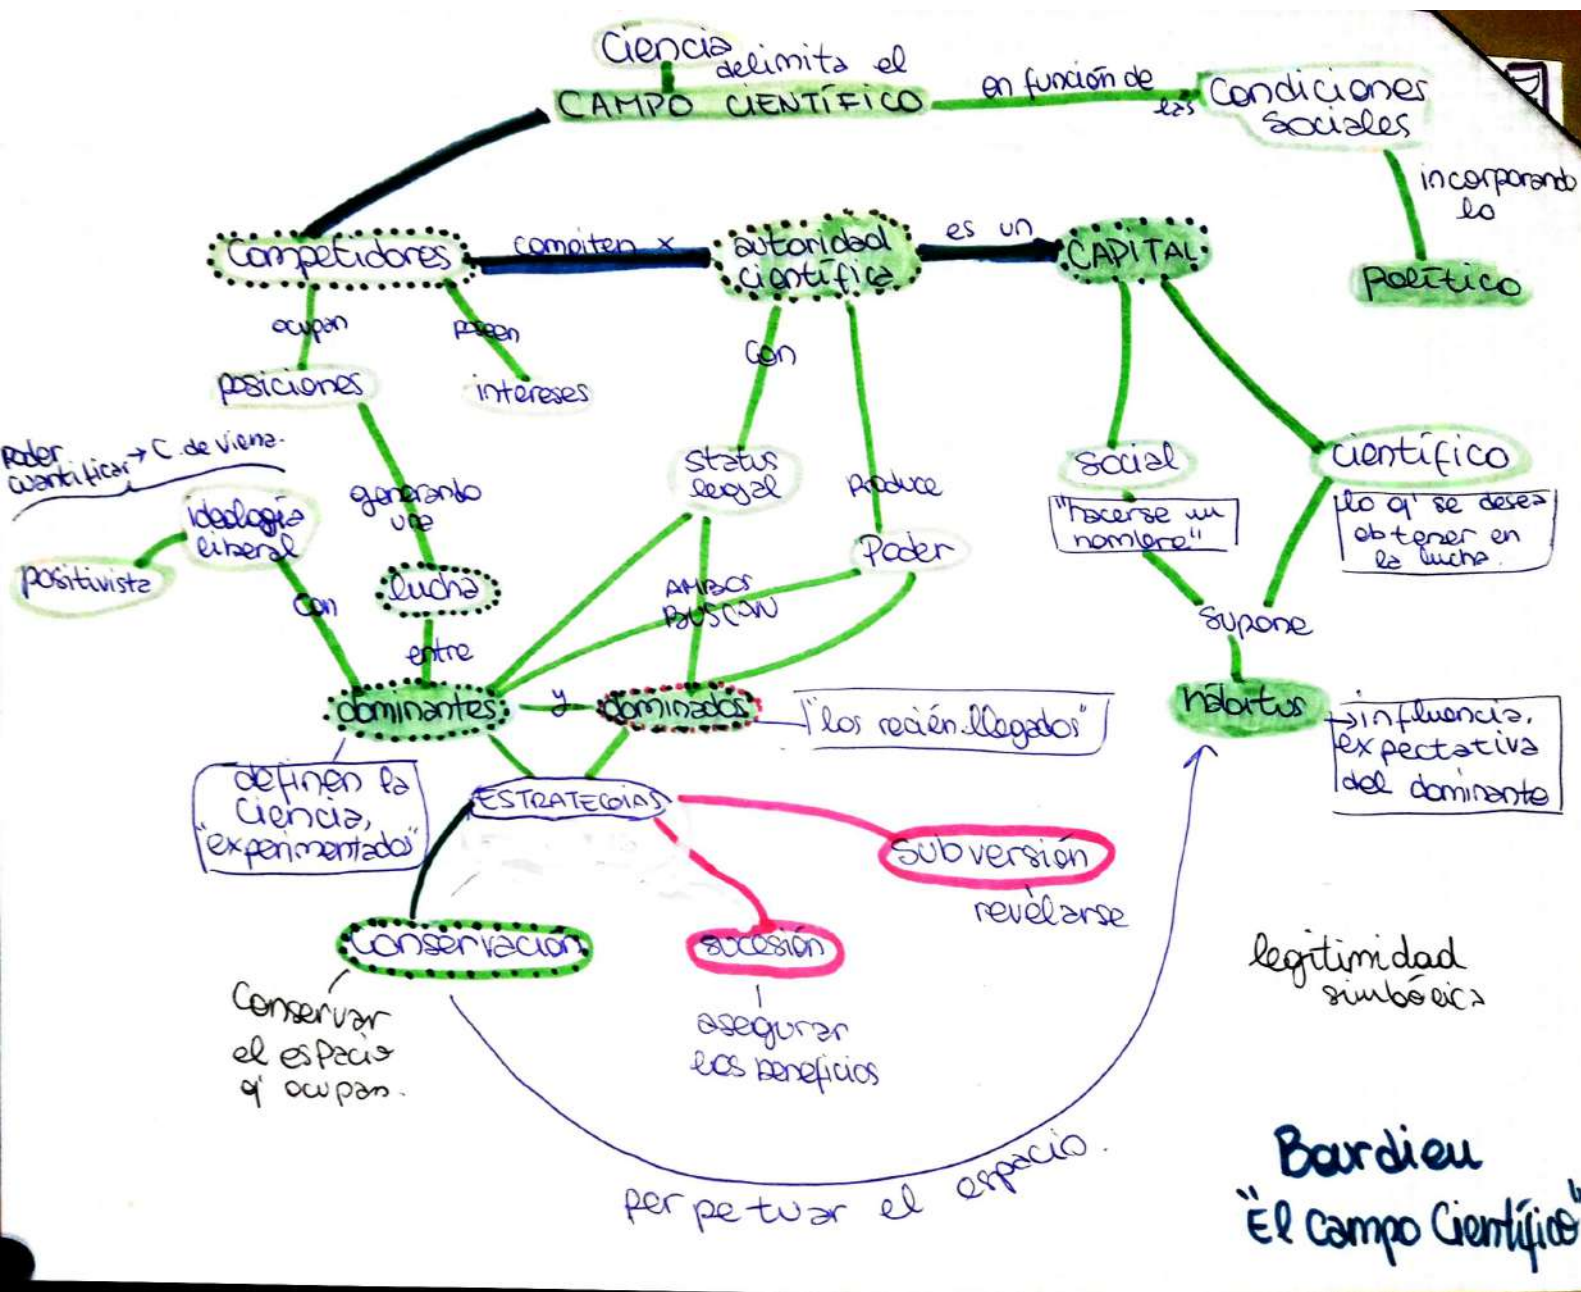 Ciencia
delimita el
CAMPO CIENTÍFICO
en función de
las
Condiciones
Sociales
incorporando
lo
político
Competidores
compiten x
autoridad
científica
es un
CAPITAL
ocupan
poseen
posiciones
intereses
con
Produce
status
legal
Poder
social
"hacerse un
nombre"
científico
lo q' se desea
obtener en
la lucha.
supone
hábitus
influencia,
expectativa
del dominante
Poder
cuantificar → C. de Viena.
ideología
liberal
positivista
con
generando
una
lucha
entre
AMBOS
BUSCAN
dominantes
y
dominados
"los recién llegados"
definen la
Ciencia,
"experimentados"
ESTRATEGIAS
Subversión
revélarse
Conservación
Conservar
el espacio
q' ocupan.
sucesión
asegurar
los beneficios
perpetuar el espacio.
legitimidad
simbólica
Bourdieu
"El Campo Científico"